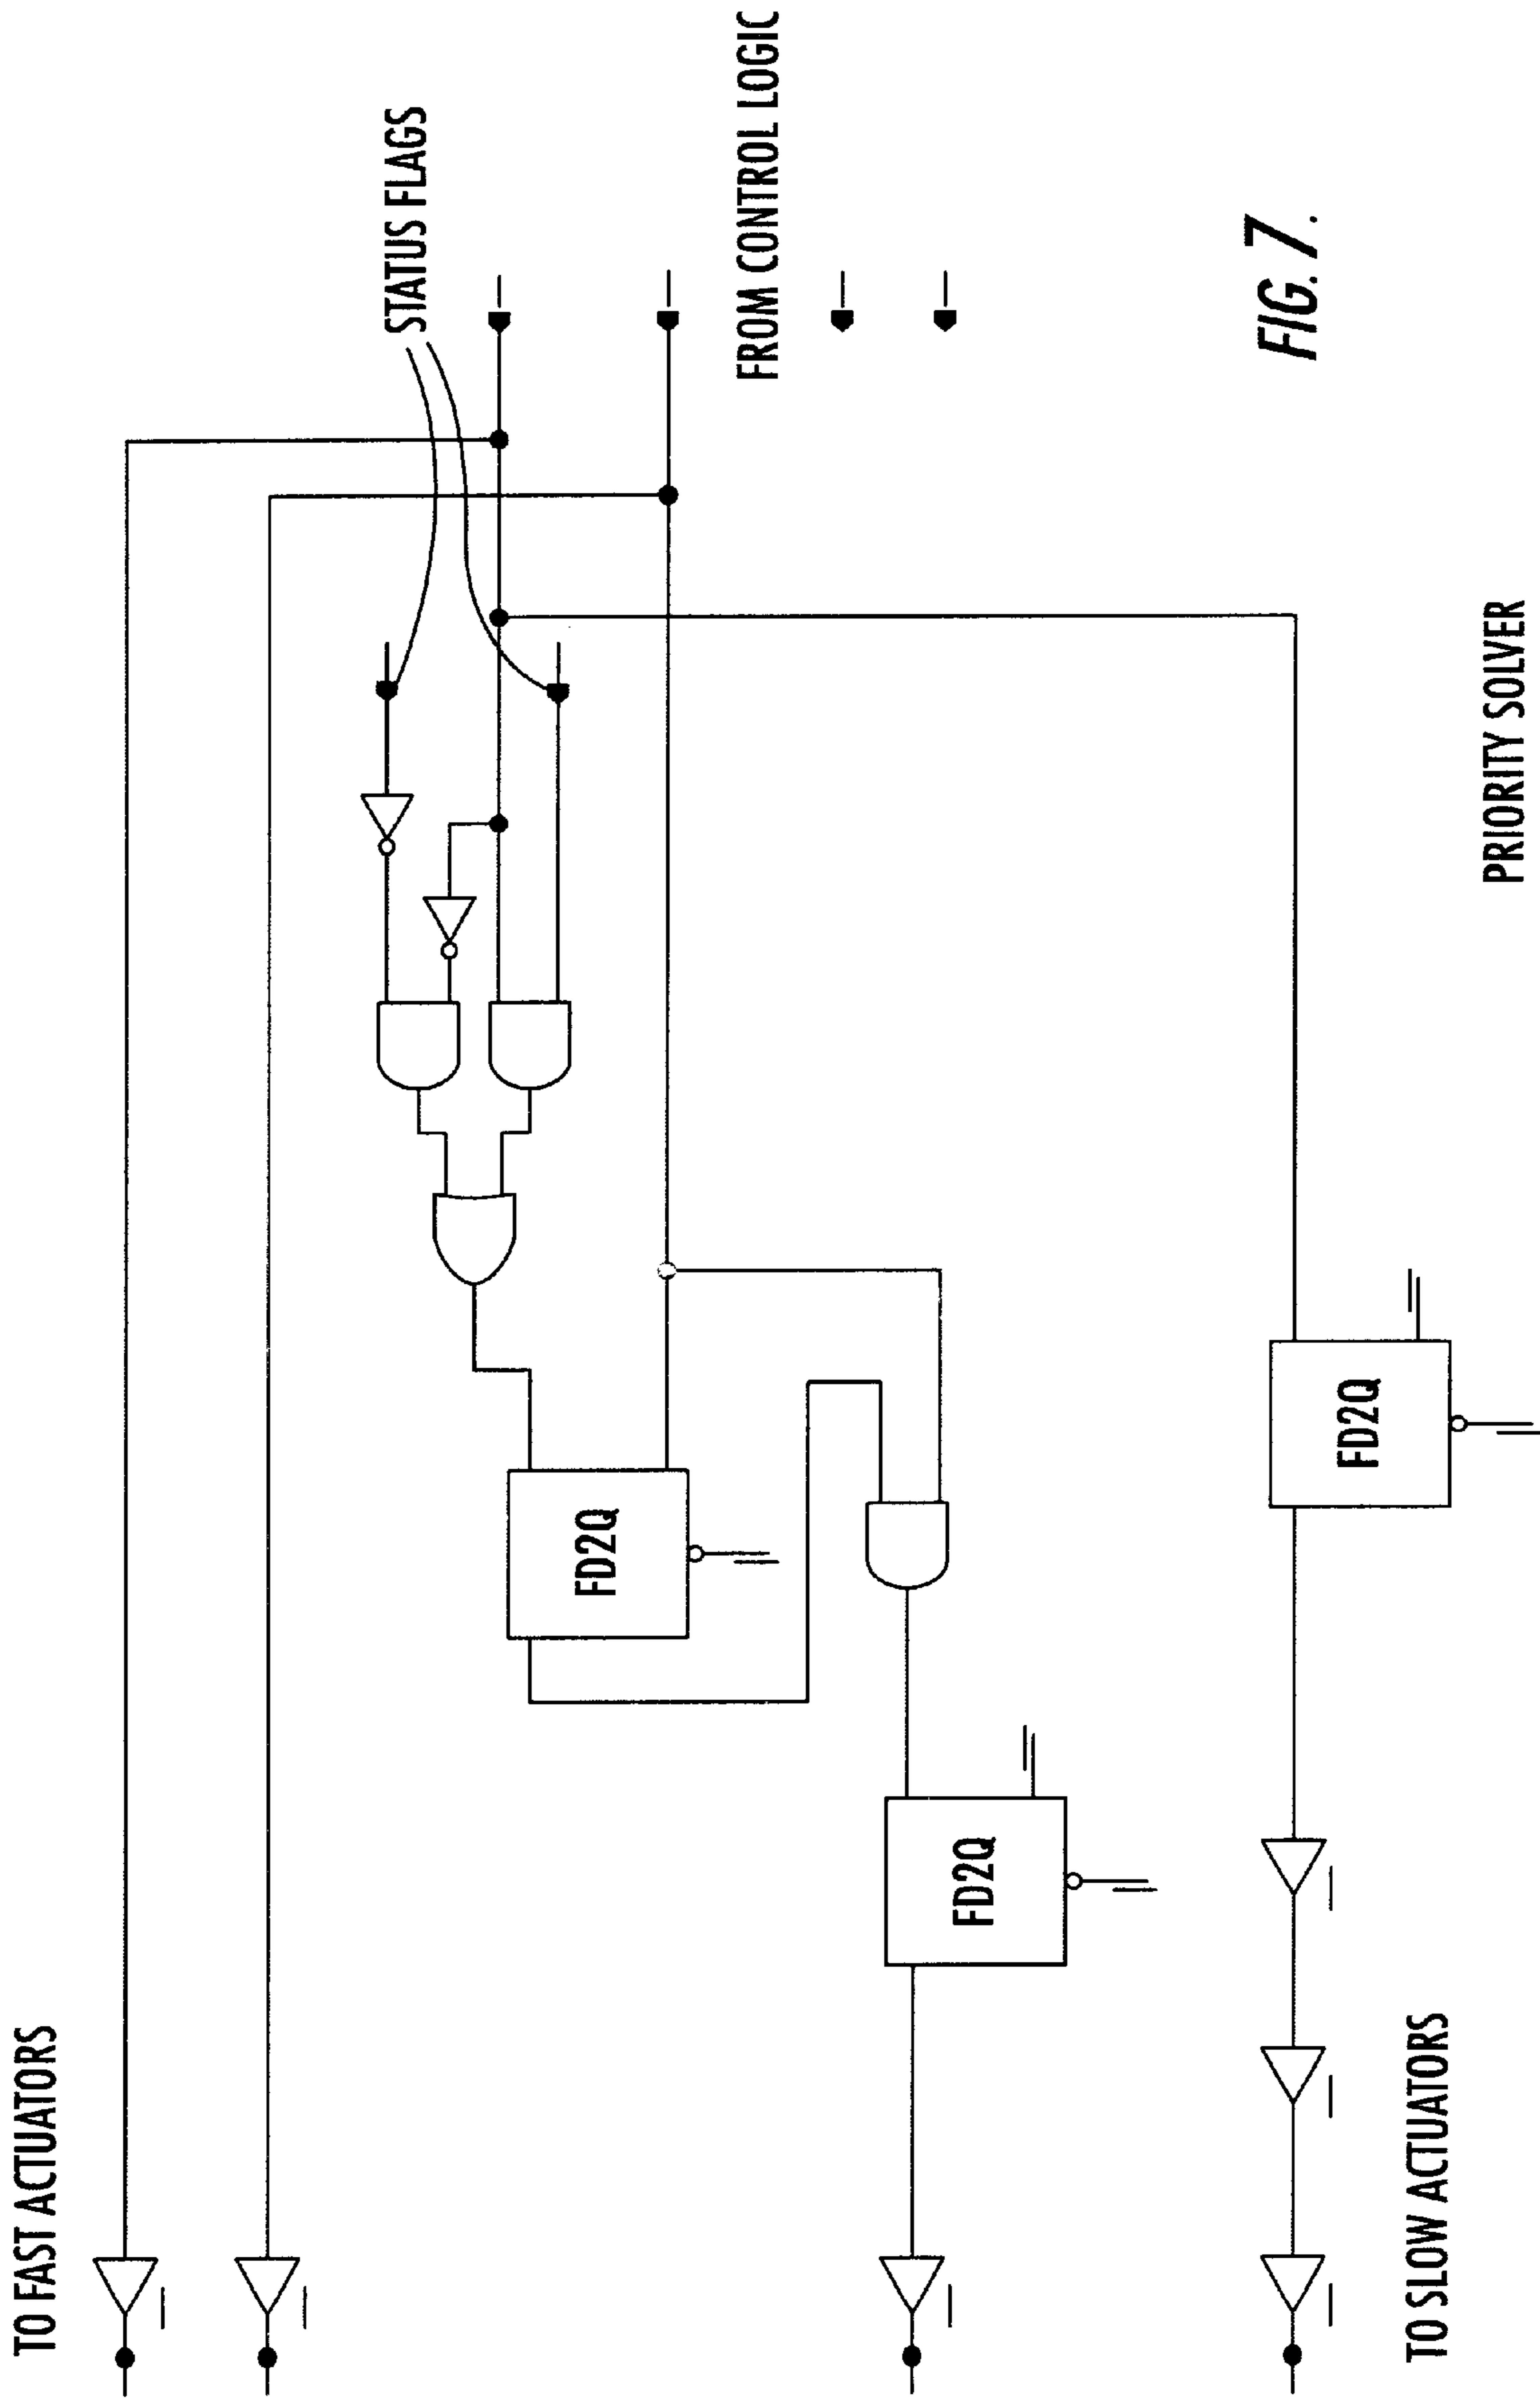 TO FAST ACTUATORS
STATUS FLAGS
FROM CONTROL LOGIC
FD2Q
FD2Q
FD2Q
TO SLOW ACTUATORS
PRIORITY SOLVER
FIG. 7.